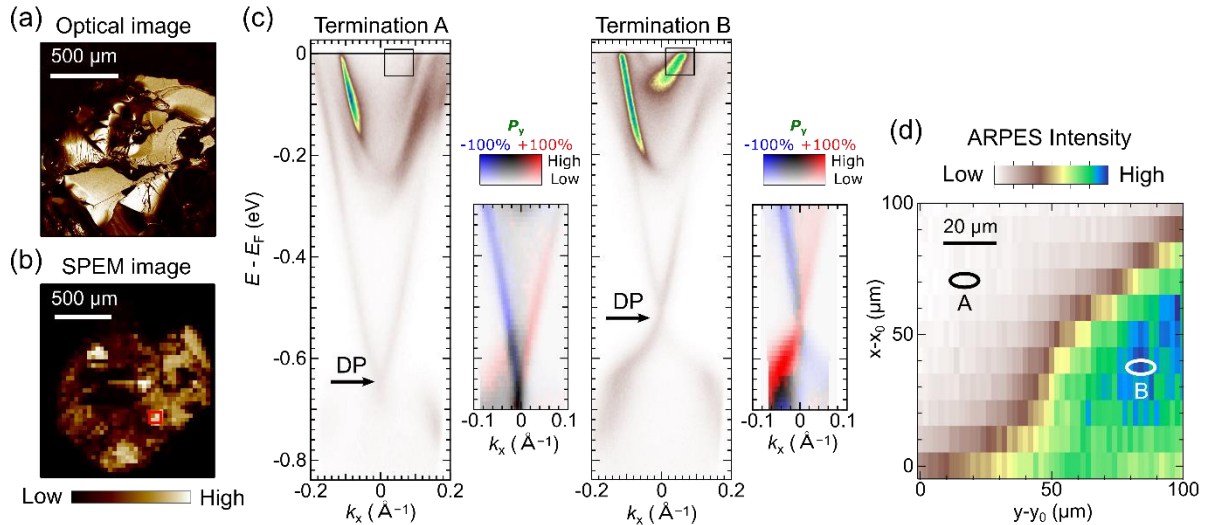 (a)
Optical image
500 μm
(b)
SPEM image
500 μm
Low High
(c)
Termination A
Termination B
0
-0.2
-0.4
-0.6
-0.8
E - E_F (eV)
DP
-0.2 0 0.2
k_x (Å⁻¹)
P_y
-100% +100%
High
Low
-0.1 0 0.1
k_x (Å⁻¹)
DP
-0.2 0 0.2
k_x (Å⁻¹)
P_y
-100% +100%
High
Low
-0.1 0 0.1
k_x (Å⁻¹)
(d)
ARPES Intensity
Low High
100
50
0
x-x₀ (μm)
20 μm
A
B
0 50 100
y-y₀ (μm)